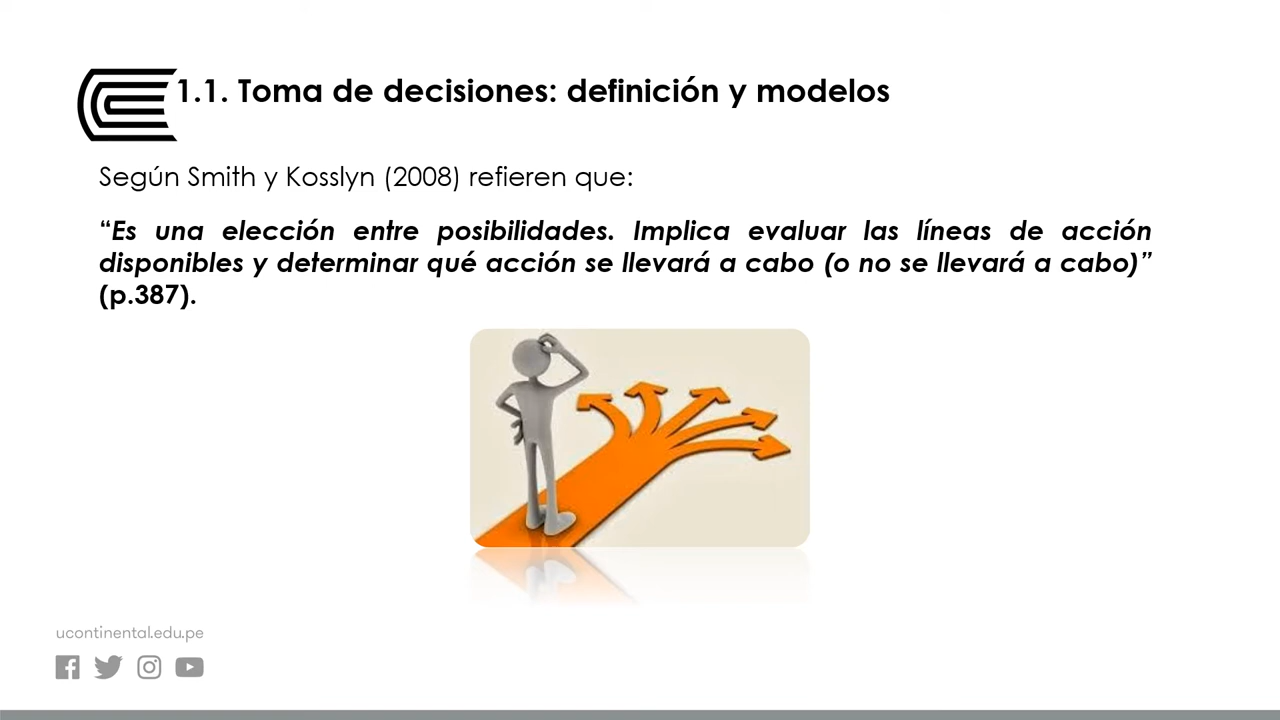 1.1. Toma de decisiones: definición y modelos
Según Smith y Kosslyn (2008) refieren que:
“Es una elección entre posibilidades. Implica evaluar las líneas de acción
disponibles y determinar qué acción se llevará a cabo (o no se llevará a cabo)”
(p.387).
ucontinental.edu.pe